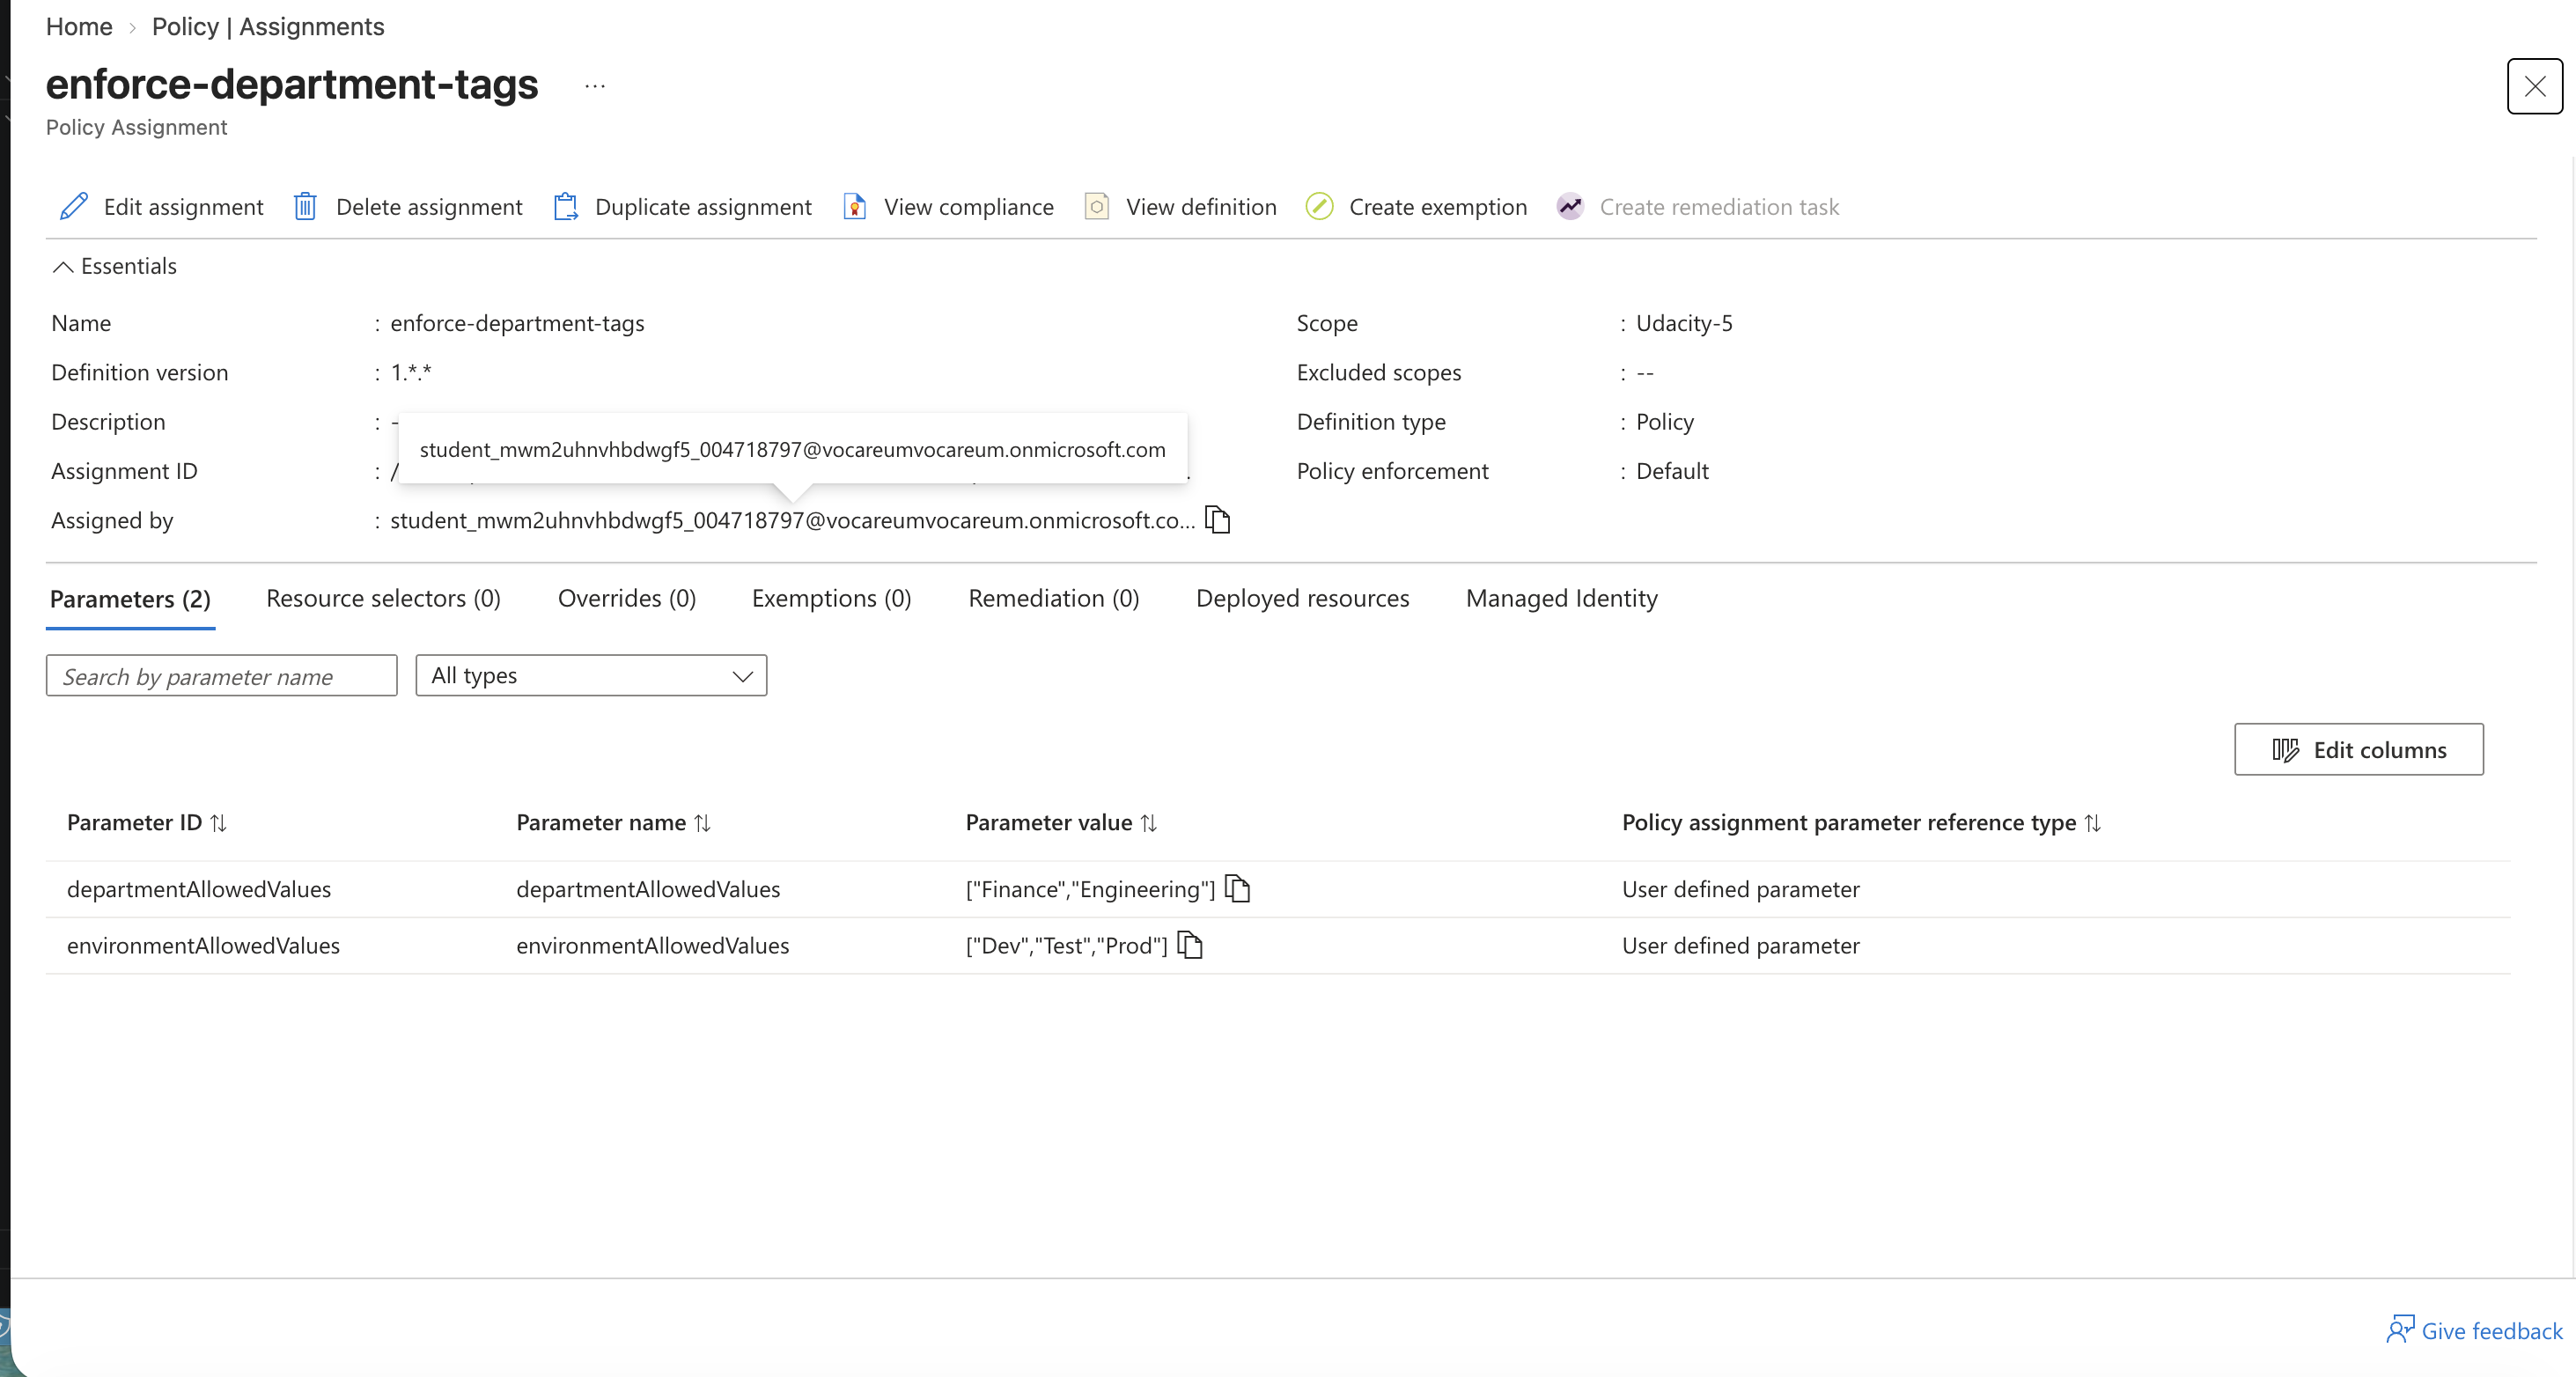 Home > Policy | Assignments
enforce-department-tags ...
Policy Assignment
Edit assignment Delete assignment Duplicate assignment View compliance View definition Create exemption Create remediation task
Essentials
Name : enforce-department-tags Scope : Udacity-5
Definition version : 1.*.* Excluded scopes : --
Description : - Definition type : Policy
student_mwm2uhnvhbdwgf5_004718797@vocareumvocareum.onmicrosoft.com
Assignment ID : / Policy enforcement : Default
Assigned by : student_mwm2uhnvhbdwgf5_004718797@vocareumvocareum.onmicrosoft.co...
Parameters (2) Resource selectors (0) Overrides (0) Exemptions (0) Remediation (0) Deployed resources Managed Identity
Search by parameter name All types
Edit columns
Parameter ID Parameter name Parameter value Policy assignment parameter reference type
departmentAllowedValues departmentAllowedValues ["Finance","Engineering"] User defined parameter
environmentAllowedValues environmentAllowedValues ["Dev","Test","Prod"] User defined parameter
Give feedback